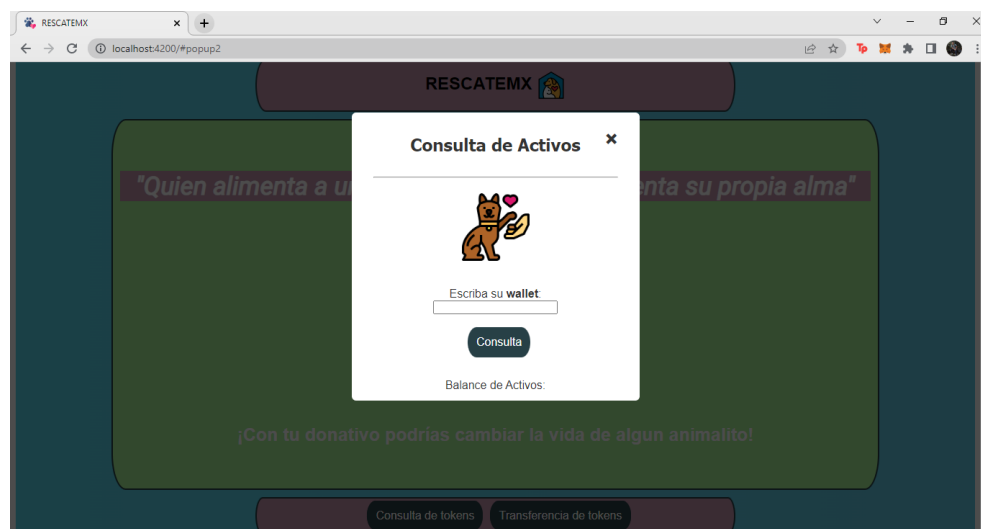 RESCATEMX
localhost:4200/#popup2
Tp
RESCATEMX
Consulta de Activos
"Quien alimenta a un
enta su propia alma"
Escriba su wallet:
Consulta
Balance de Activos:
¡Con tu donativo podrías cambiar la vida de algun animalito!
Consulta de tokens Transferencia de tokens